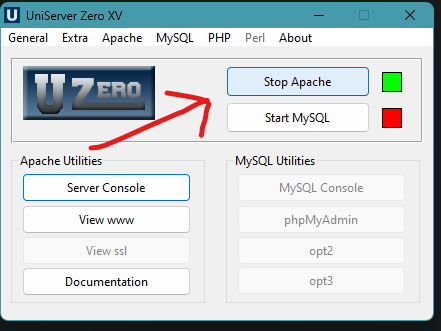 U UniServer Zero XV
General Extra Apache MySQL PHP Perl About
U ZERO
Stop Apache
Start MySQL
Apache Utilities
Server Console
View www
View ssl
Documentation
MySQL Utilities
MySQL Console
phpMyAdmin
opt2
opt3